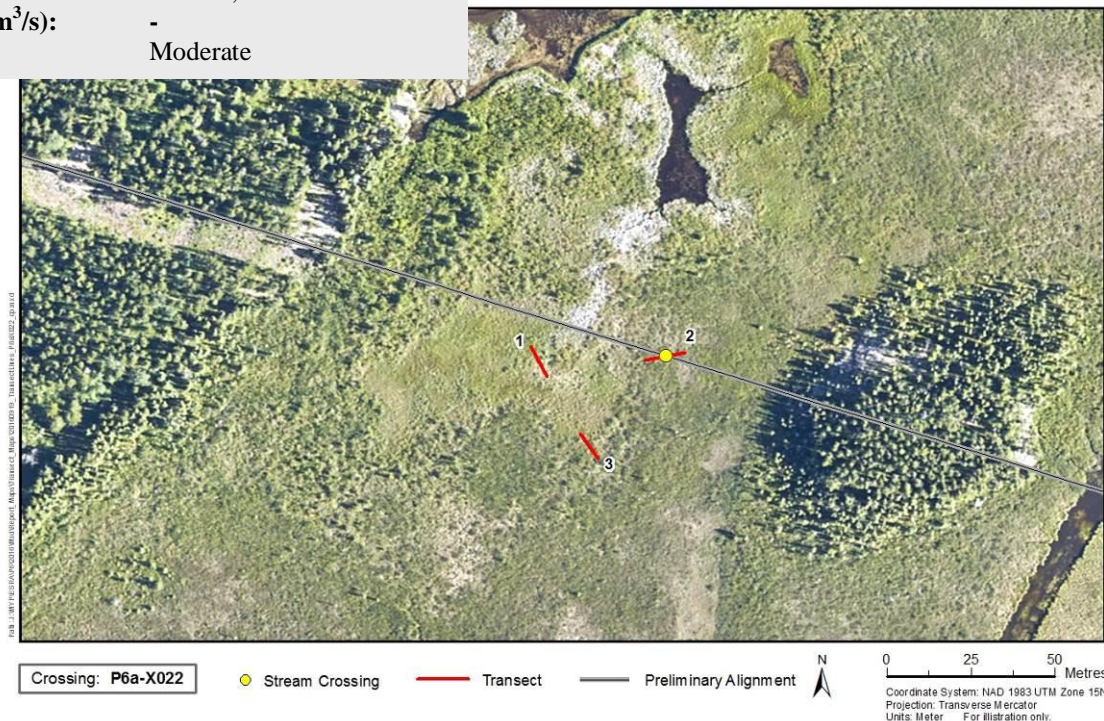 m³/s): -
Moderate
1
2
3
Crossing: P6a-X022
Stream Crossing
Transect
Preliminary Alignment
N
0 25 50
Metres
Coordinate System: NAD 1983 UTM Zone 15N
Projection: Transverse Mercator
Units: Meter For illistration only.